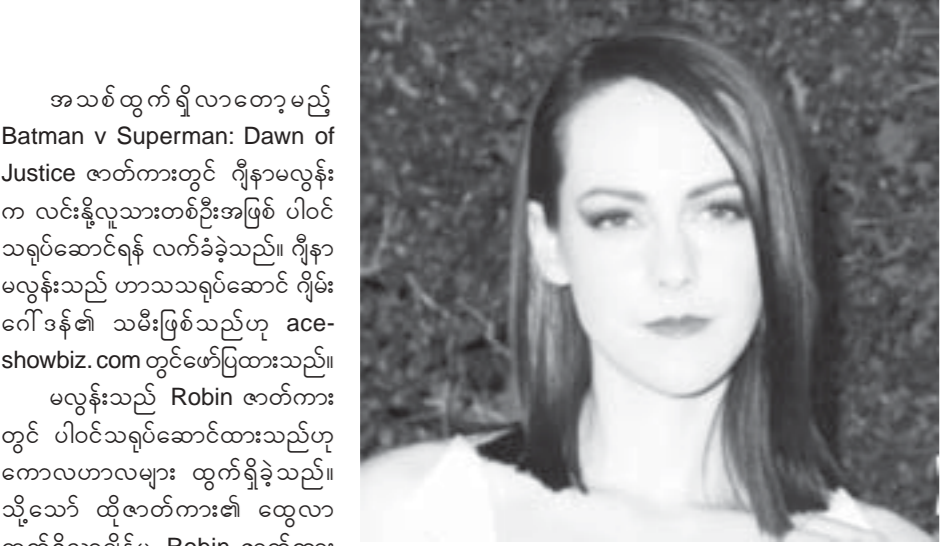 အသစ်ထွက်ရှိလာတော့မည့်
Batman v Superman: Dawn of
Justice ဇာတ်ကားတွင် ဂျီနာမလွန်း
က လင်းနို့လူသားတစ်ဦးအဖြစ် ပါဝင်
သရုပ်ဆောင်ရန် လက်ခံခဲ့သည်။ ဂျီနာ
မလွန်းသည် ဟာသသရုပ်ဆောင် ဂျိမ်း
ဂေါ်ဒန်၏ သမီးဖြစ်သည်ဟု ace-
showbiz.com တွင်ဖော်ပြထားသည်။
မလွန်းသည် Robin ဇာတ်ကား
တွင် ပါဝင်သရုပ်ဆောင်ထားသည်ဟု
ကောလဟာလများ ထွက်ရှိခဲ့သည်။
သို့သော် ထိုဇာတ်ကား၏ ထွေလာ
Robin ဇာတ်ကား